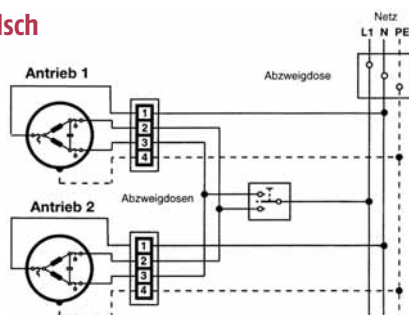 lsch
Netz
L1 N PE
Antrieb 1
Abzweigdose
1
2
3
4
Antrieb 2
Abzweigdosen
1
2
3
4